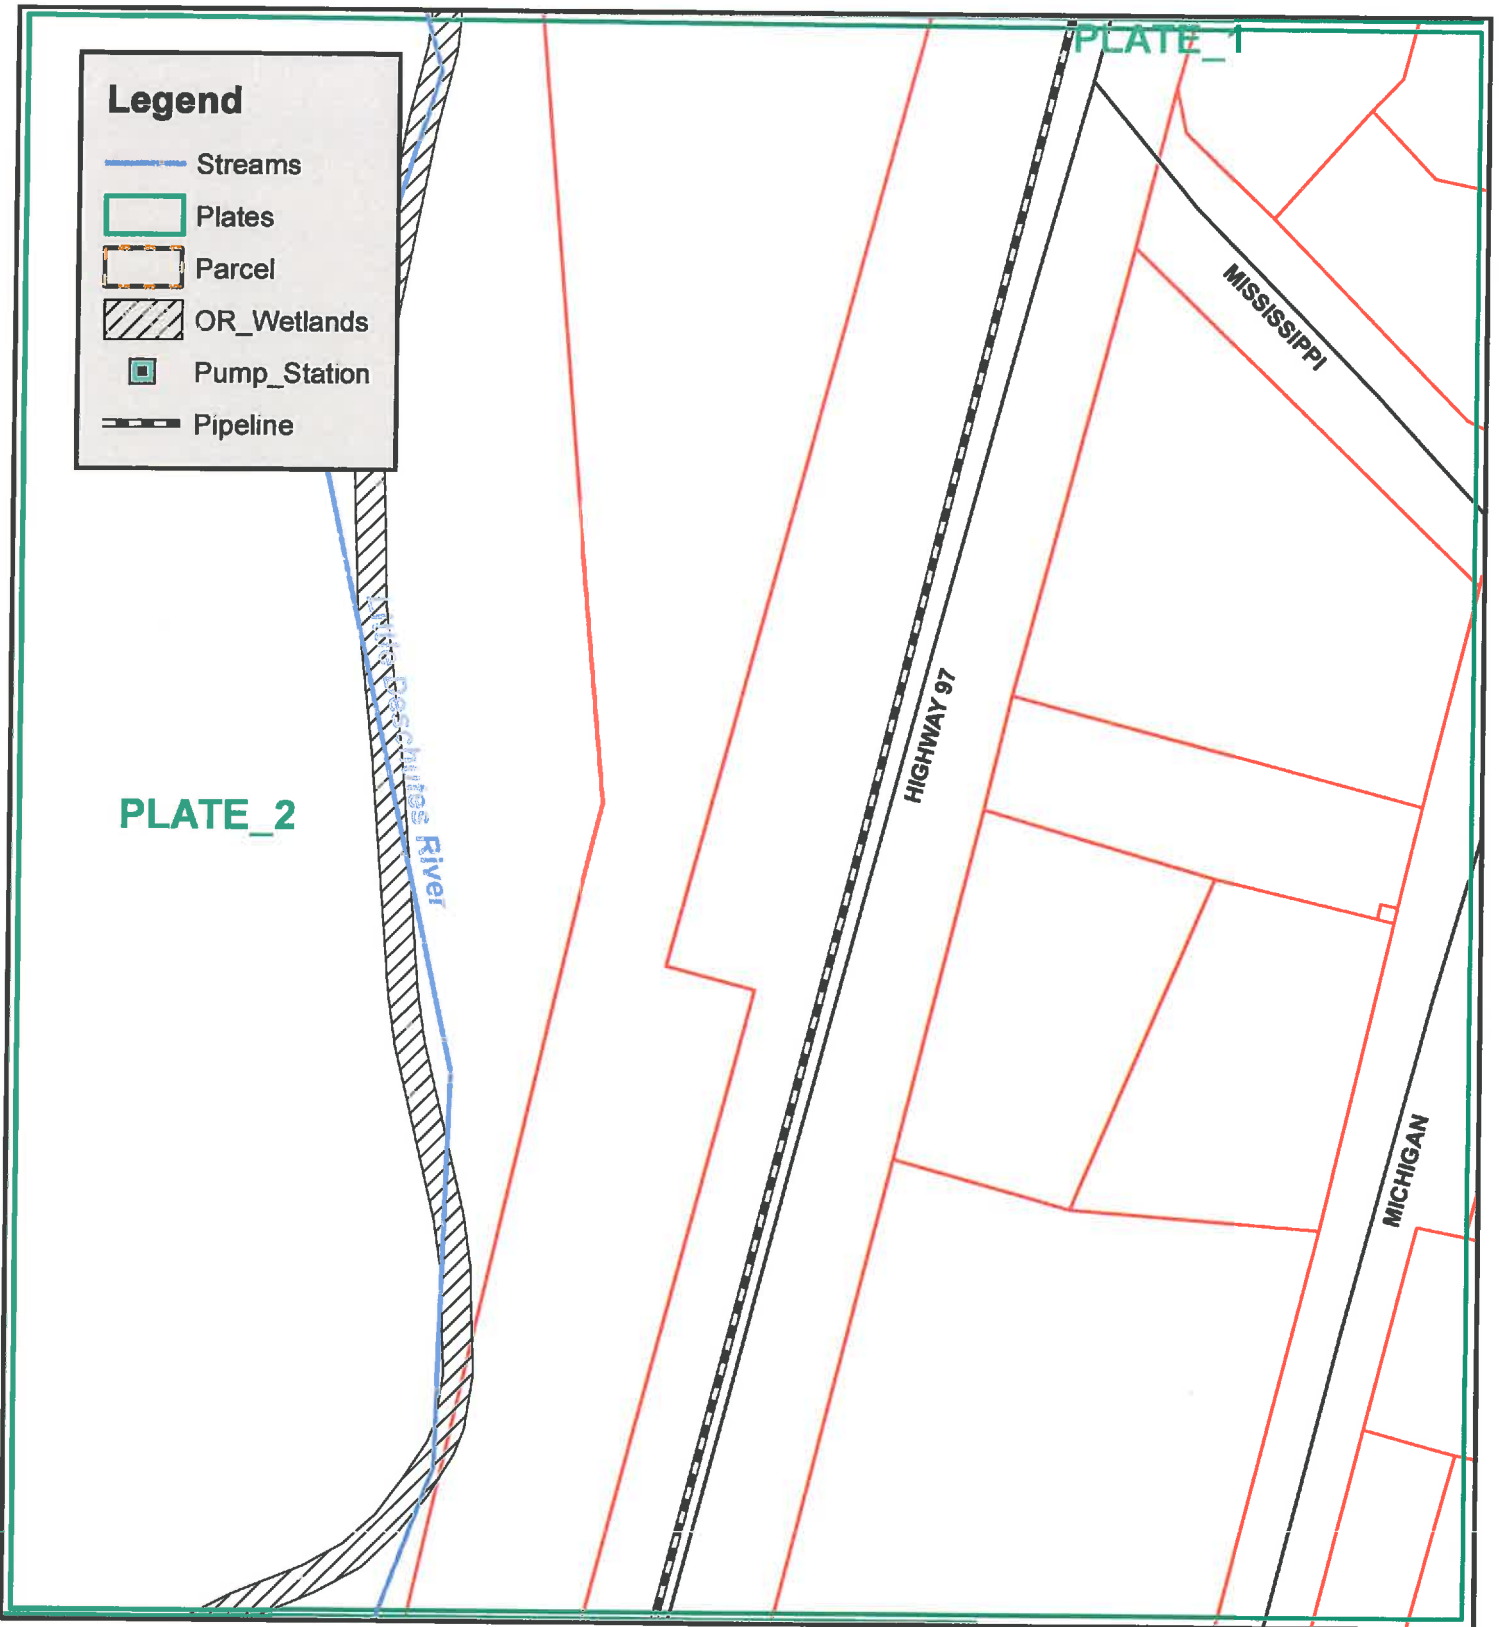 PLATE_1
Legend
Streams
Plates
Parcel
OR_Wetlands
Pump_Station
Pipeline
MISSISSIPPI
Little Deschutes River
HIGHWAY 97
PLATE_2
MICHIGAN